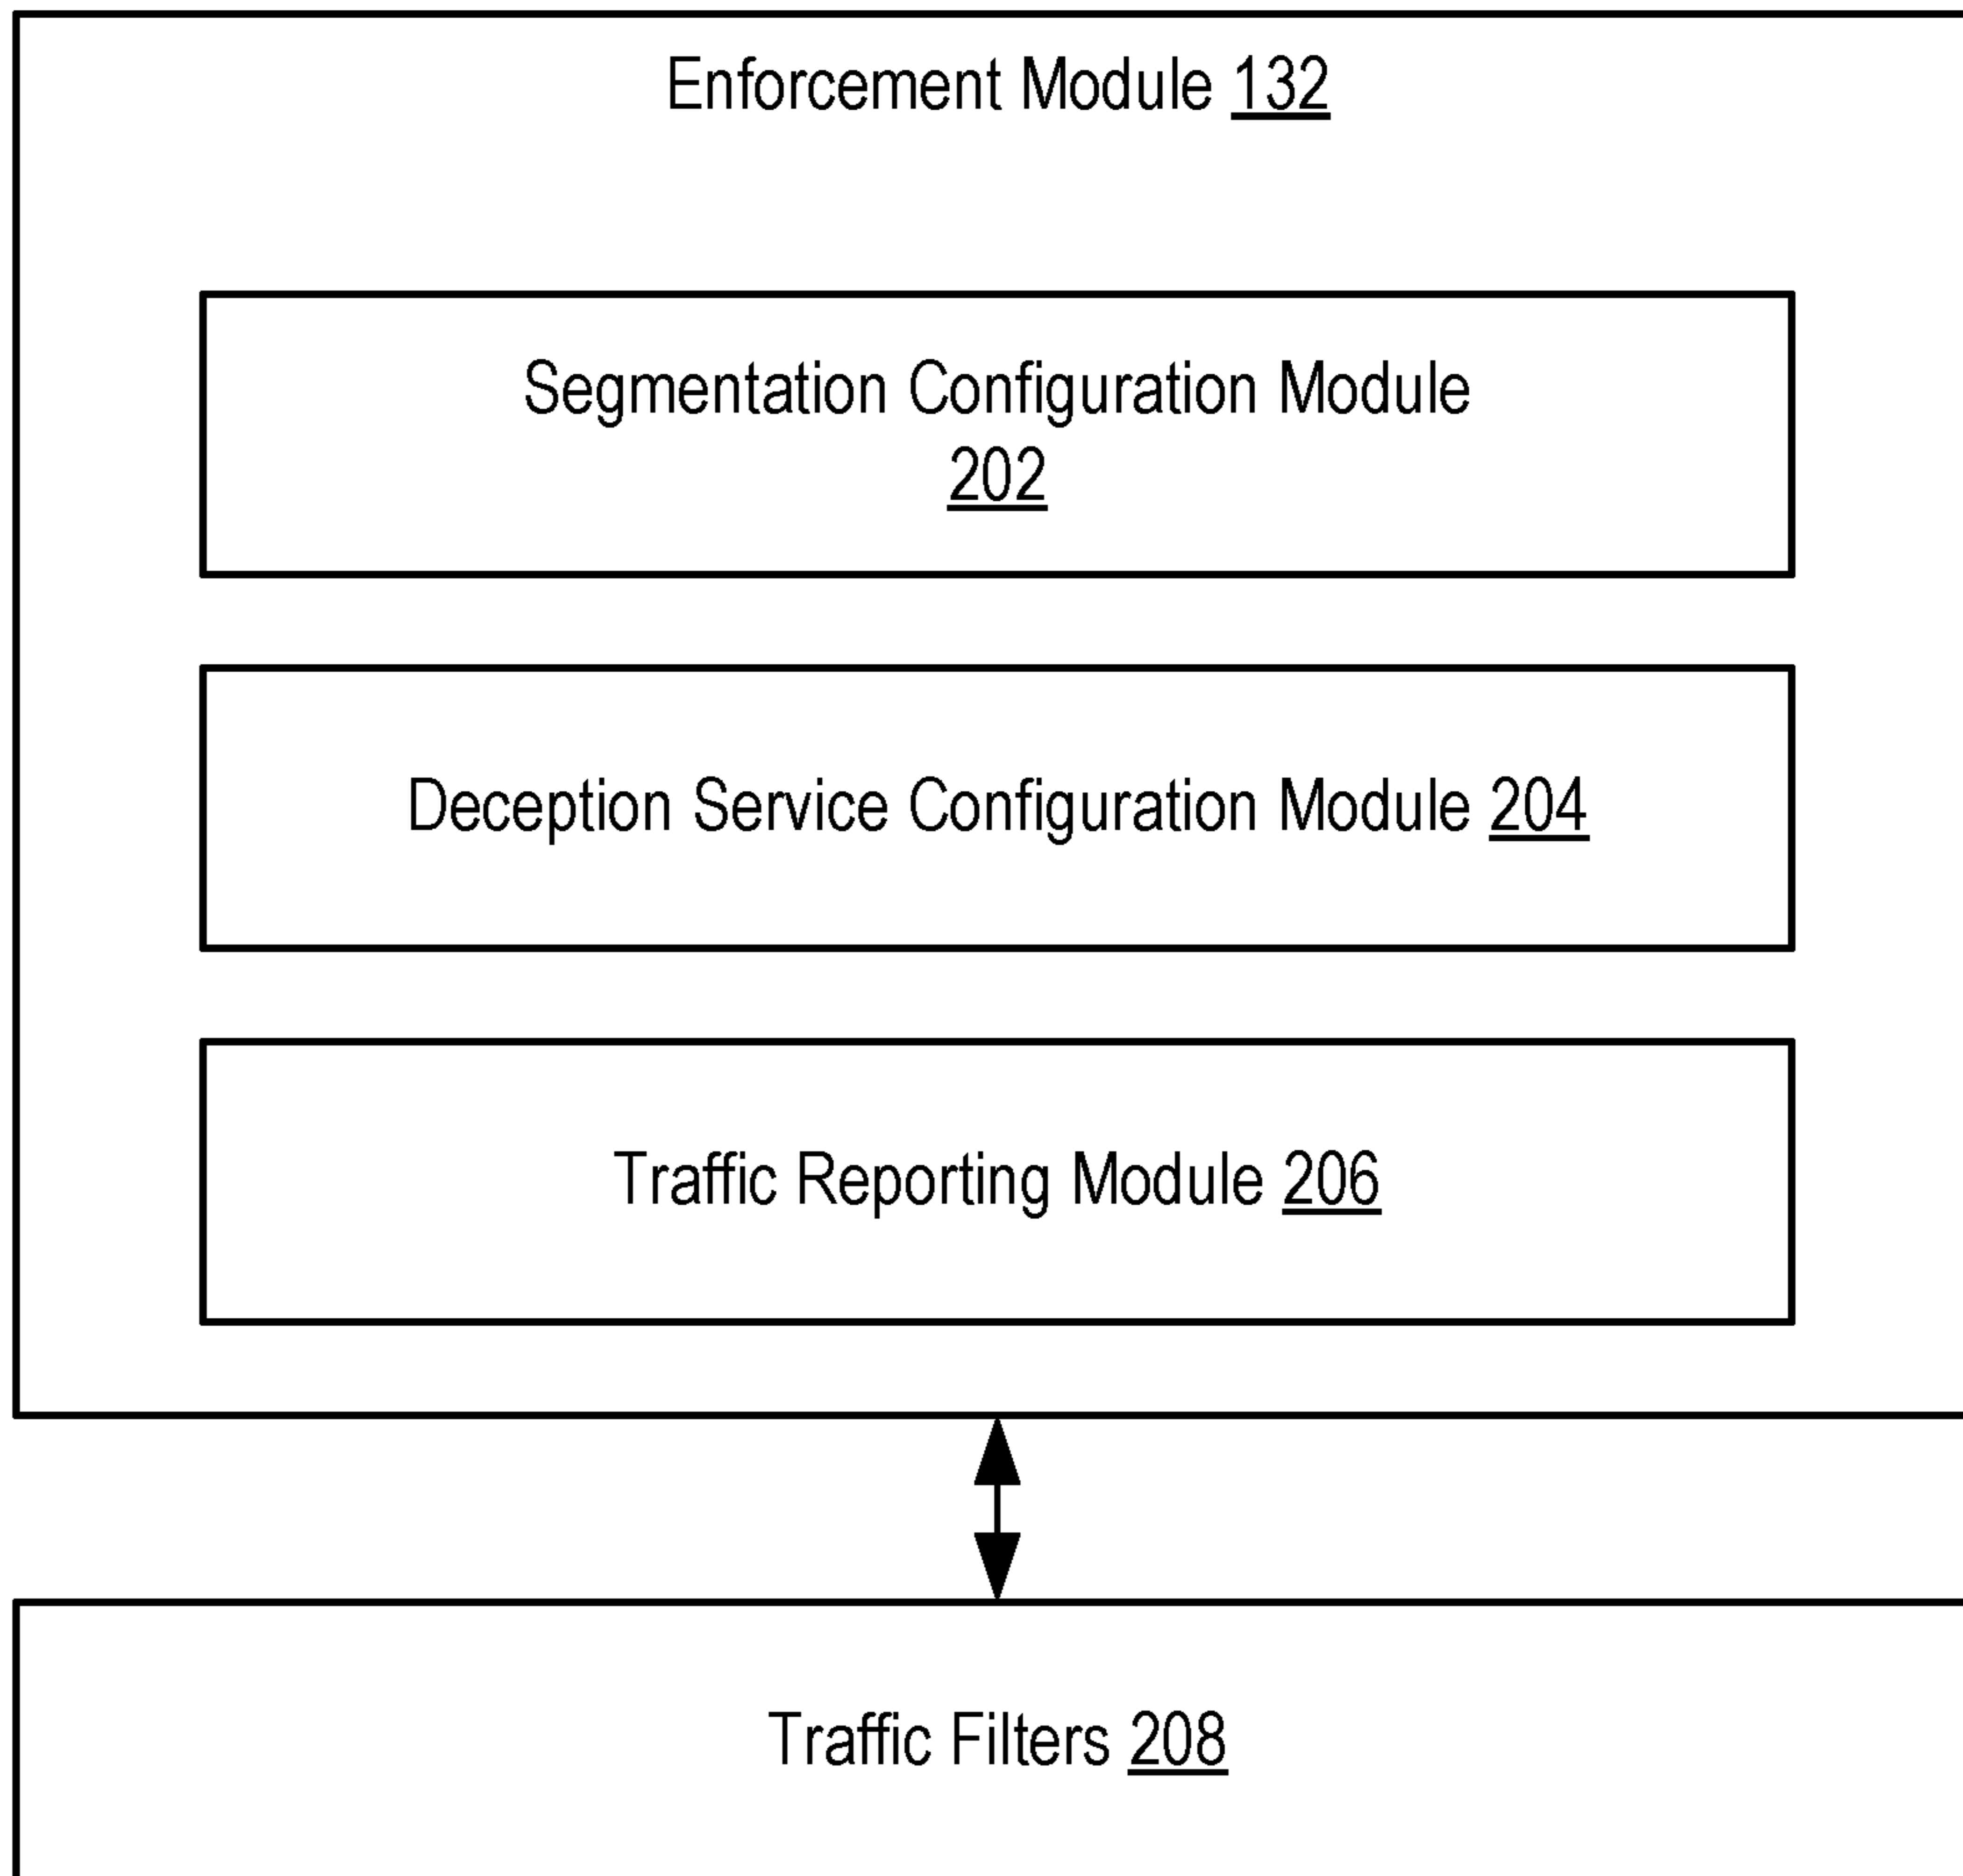 Enforcement Module 132
Segmentation Configuration Module
202
Deception Service Configuration Module 204
Traffic Reporting Module 206
Traffic Filters 208